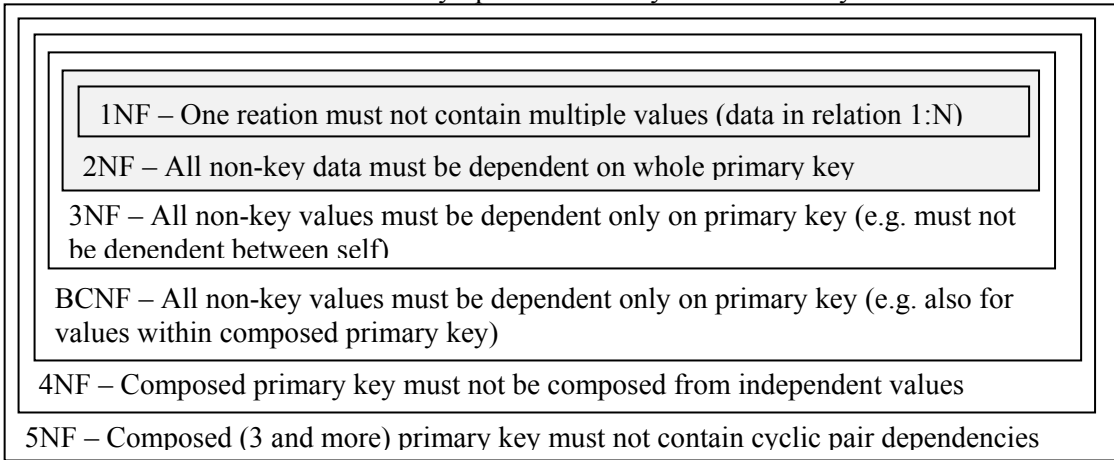 1NF – One reation must not contain multiple values (data in relation 1:N)
2NF – All non-key data must be dependent on whole primary key
3NF – All non-key values must be dependent only on primary key (e.g. must not
be dependent between self)
BCNF – All non-key values must be dependent only on primary key (e.g. also for
values within composed primary key)
4NF – Composed primary key must not be composed from independent values
5NF – Composed (3 and more) primary key must not contain cyclic pair dependencies